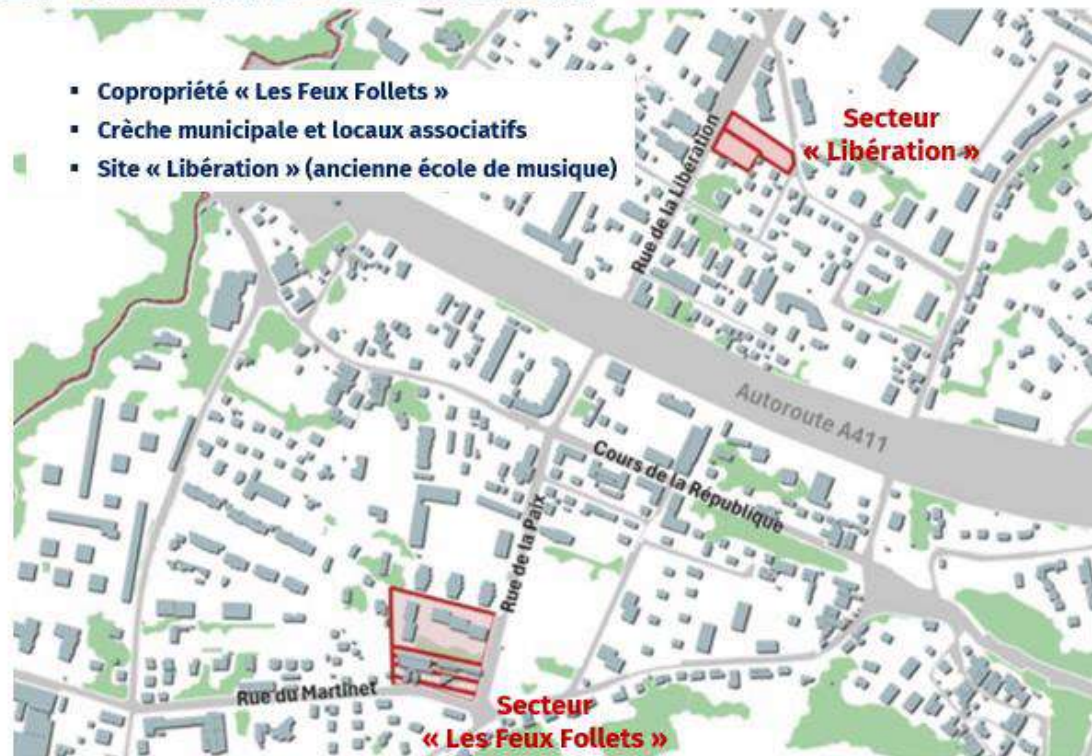 ▪ Copropriété « Les Feux Follets »
▪ Crèche municipale et locaux associatifs
▪ Site « Libération » (ancienne école de musique)
Secteur
« Libération »
Rue de la Libération
Autoroute A411
Cours de la République
Rue de la Paix
Rue du Martinet
Secteur
« Les Feux Follets »